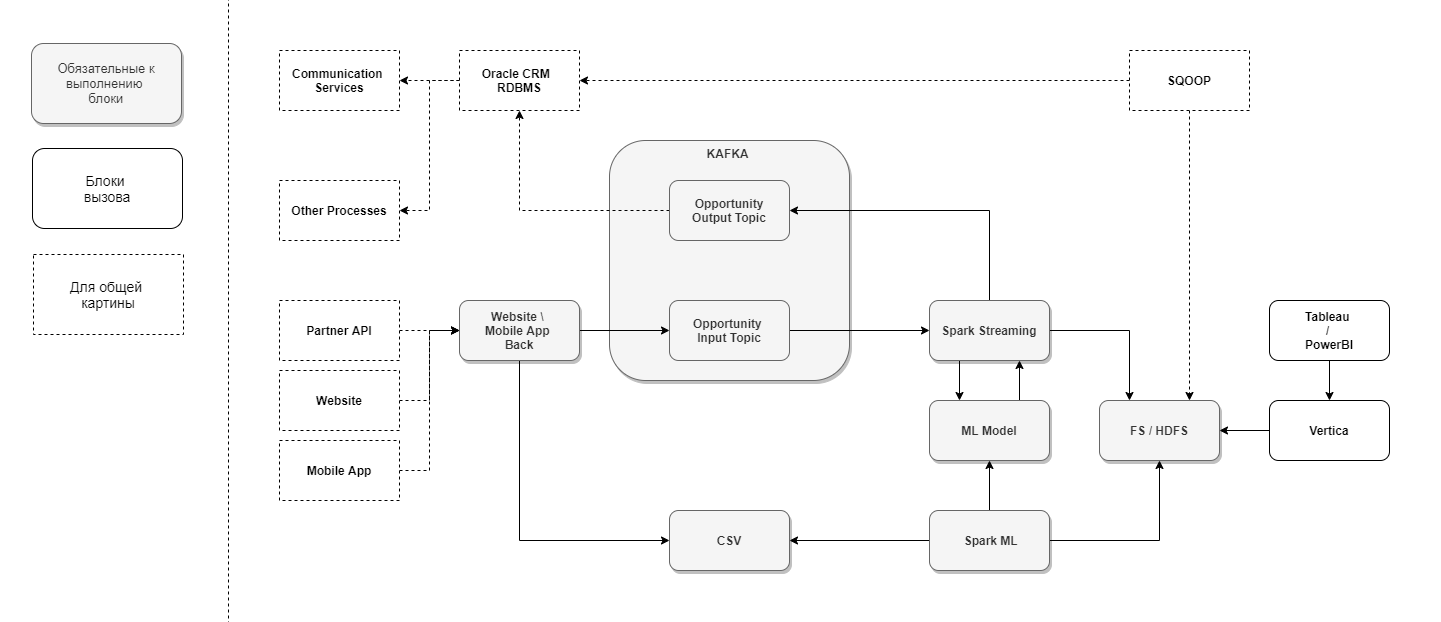 Обязательные к
выполнению
блоки
Блоки
вызова
Для общей
картины
Communication
Services
Oracle CRM
RDBMS
SQOOP
KAFKA
Opportunity
Output Topic
Other Processes
Partner API
Website \
Mobile App
Back
Opportunity
Input Topic
Spark Streaming
Tableau
/
PowerBI
Website
Mobile App
ML Model
FS / HDFS
Vertica
CSV
Spark ML